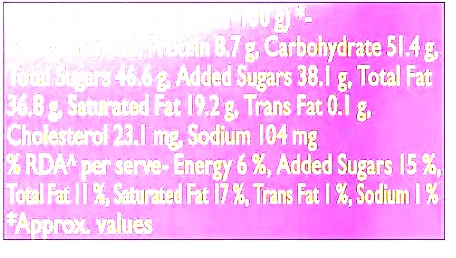 100 g) *-
Protein 8.7 g, Carbohydrate 51.4 g,
Total Sugars 46.6 g, Added Sugars 38.1 g, Total Fat
36.8 g, Saturated Fat 19.2 g, Trans Fat 0.1 g,
Cholesterol 23.1 mg, Sodium 104 mg
% RDA^ per serve- Energy 6 %, Added Sugars 15 %,
Total Fat 11 %, Saturated Fat 17 %, Trans Fat 1 %, Sodium 1 %
*Approx. values